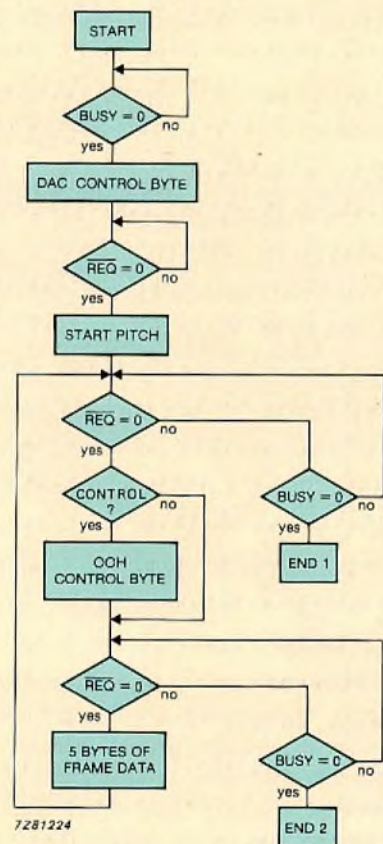 START
BUSY = 0
no
yes
DAC CONTROL BYTE
REQ = 0
no
yes
START PITCH
REQ = 0
no
yes
CONTROL
?
no
yes
BUSY = 0
no
yes
OOH
CONTROL BYTE
END 1
REQ = 0
no
yes
5 BYTES OF
FRAME DATA
BUSY = 0
no
yes
END 2
7Z81224